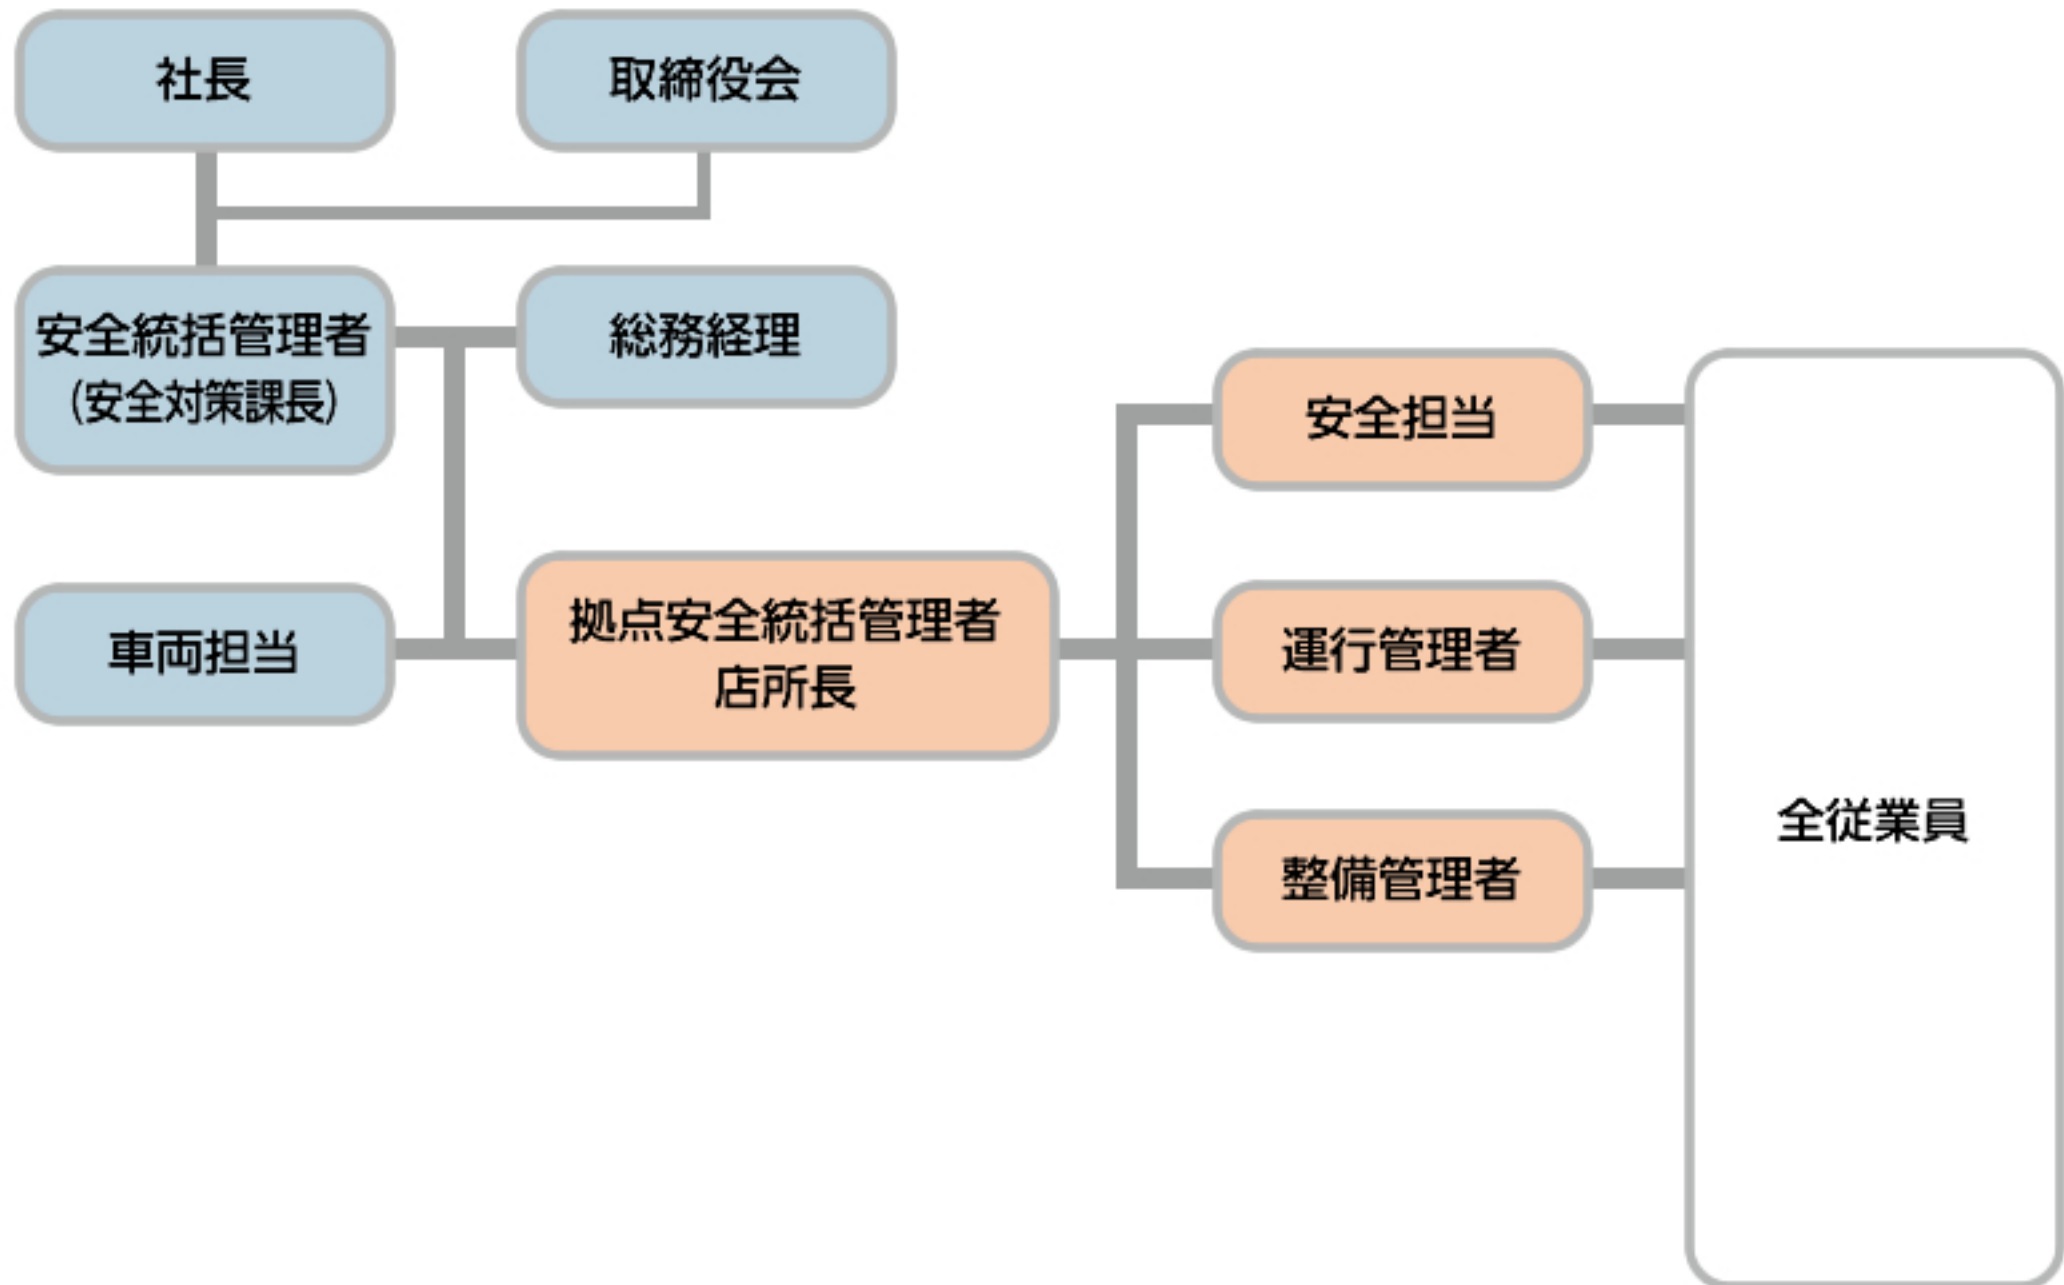 社長
取締役会
安全統括管理者
(安全対策課長)
総務経理
安全担当
車両担当
拠点安全統括管理者
店所長
運行管理者
整備管理者
全従業員